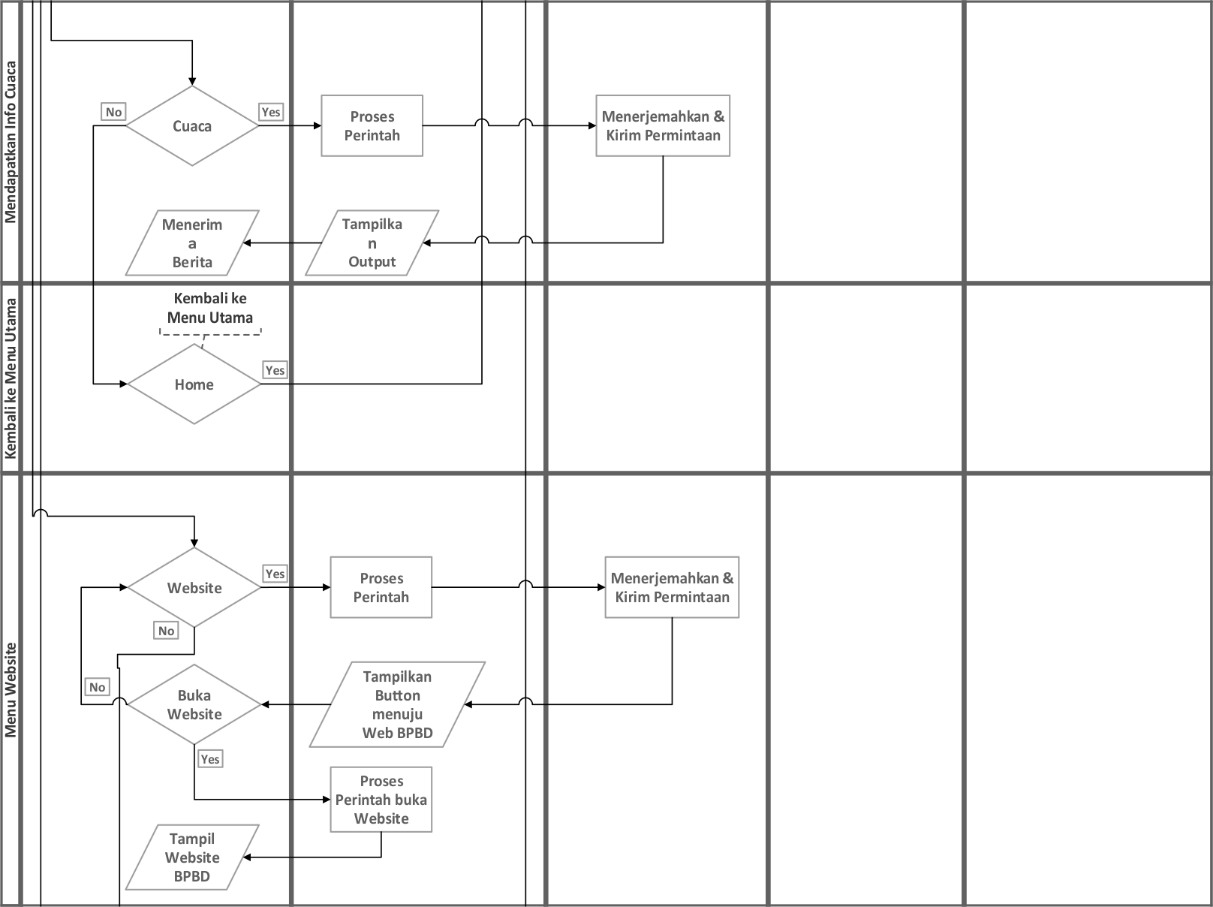 Mendapatkan Info Cuaca
No
Cuaca
Yes
Proses
Perintah
Menerjemahkan &
Kirim Permintaan
Menerim
a
Berita
Tampilka
n
Output
Kembali ke Menu Utama
Kembali ke
Menu Utama
Home
Yes
Menu Website
Website
Yes
Proses
Perintah
Menerjemahkan &
Kirim Permintaan
No
No
Buka
Website
Tampilkan
Button
menuju
Web BPBD
Yes
Proses
Perintah buka
Website
Tampil
Website
BPBD